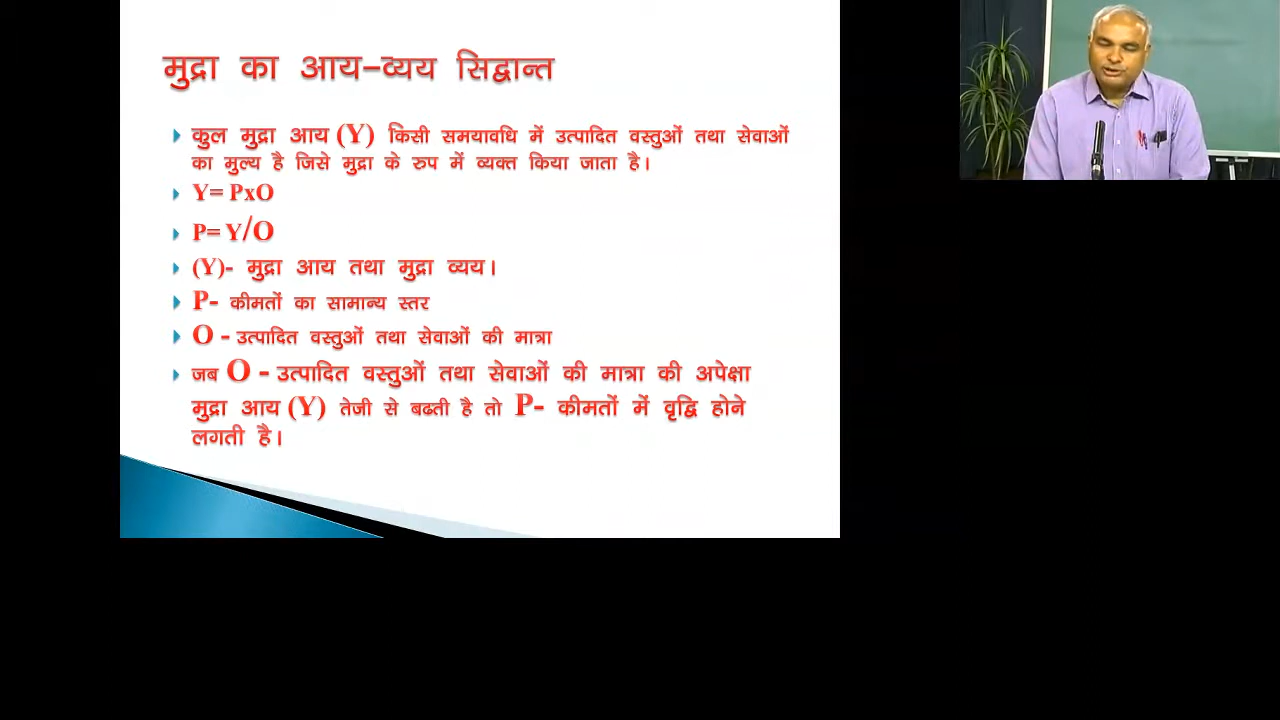 मुद्रा का आय-व्यय सिद्वान्त
कुल मुद्रा आय (Y) किसी समयावधि में उत्पादित वस्तुओं तथा सेवाओं
का मुल्य है जिसे मुद्रा के रुप में व्यक्त किया जाता है।
Y= PxO
P= Y/O
(Y)- मुद्रा आय तथा मुद्रा व्यय।
P- कीमतों का सामान्य स्तर
O - उत्पादित वस्तुओं तथा सेवाओं की मात्रा
जब O - उत्पादित वस्तुओं तथा सेवाओं की मात्रा की अपेक्षा
मुद्रा आय (Y) तेजी से बढती है तो P- कीमतों में वृद्वि होने
लगती है।